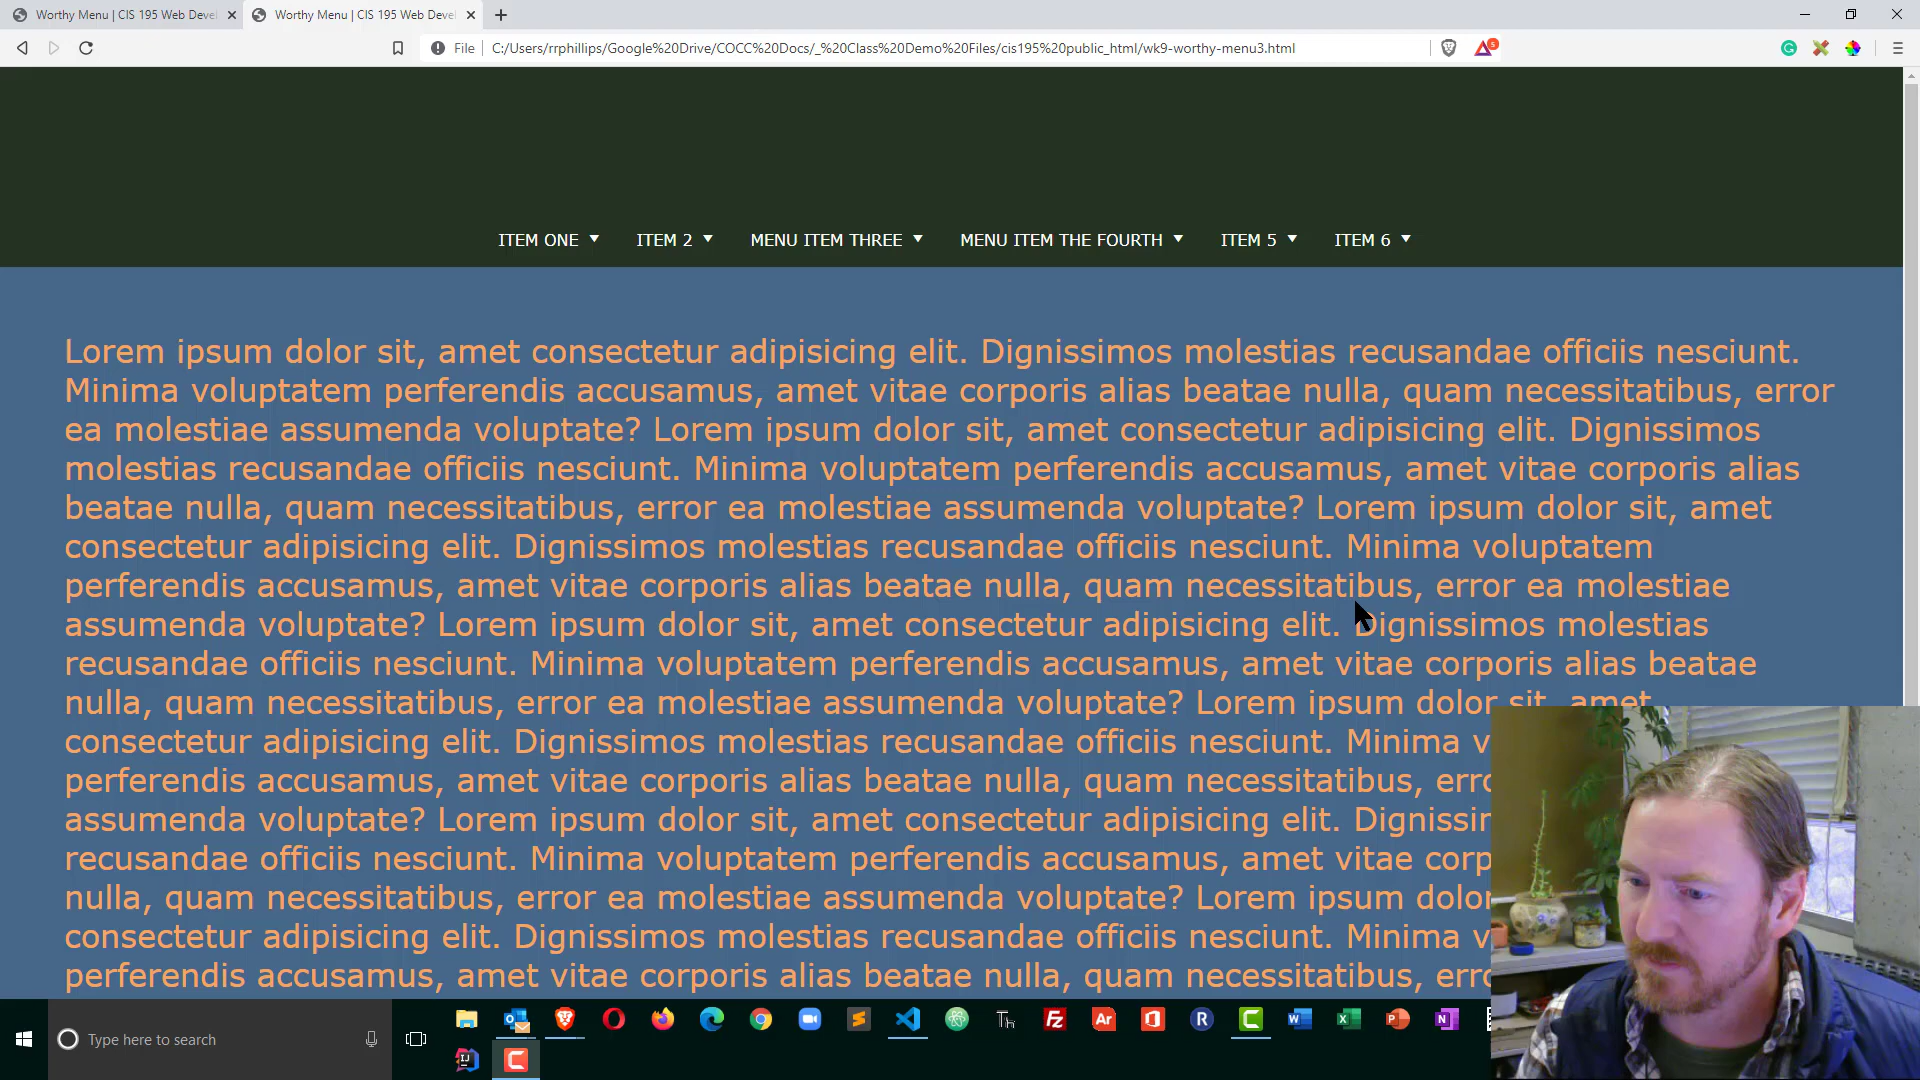 Worthy Menu | CIS 195 Web Devel
Worthy Menu | CIS 195 Web Devel
File
C:/Users/rrphillips/Google%20Drive/COCC%20Docs/_%20Class%20Demo%20Files/cis195%20public_html/wk9-worthy-menu3.html
5
ITEM ONE ▼ ITEM 2 ▼ MENU ITEM THREE ▼ MENU ITEM THE FOURTH ▼ ITEM 5 ▼ ITEM 6 ▼
Lorem ipsum dolor sit, amet consectetur adipisicing elit. Dignissimos molestias recusandae officiis nesciunt.
Minima voluptatem perferendis accusamus, amet vitae corporis alias beatae nulla, quam necessitatibus, error
ea molestiae assumenda voluptate? Lorem ipsum dolor sit, amet consectetur adipisicing elit. Dignissimos
molestias recusandae officiis nesciunt. Minima voluptatem perferendis accusamus, amet vitae corporis alias
beatae nulla, quam necessitatibus, error ea molestiae assumenda voluptate? Lorem ipsum dolor sit, amet
consectetur adipisicing elit. Dignissimos molestias recusandae officiis nesciunt. Minima voluptatem
perferendis accusamus, amet vitae corporis alias beatae nulla, quam necessitatibus, error ea molestiae
assumenda voluptate? Lorem ipsum dolor sit, amet consectetur adipisicing elit. Dignissimos molestias
recusandae officiis nesciunt. Minima voluptatem perferendis accusamus, amet vitae corporis alias beatae
nulla, quam necessitatibus, error ea molestiae assumenda voluptate? Lorem ipsum dolor sit, amet
consectetur adipisicing elit. Dignissimos molestias recusandae officiis nesciunt. Minima v
perferendis accusamus, amet vitae corporis alias beatae nulla, quam necessitatibus, erro
assumenda voluptate? Lorem ipsum dolor sit, amet consectetur adipisicing elit. Dignissin
recusandae officiis nesciunt. Minima voluptatem perferendis accusamus, amet vitae corp
nulla, quam necessitatibus, error ea molestiae assumenda voluptate? Lorem ipsum dolor
consectetur adipisicing elit. Dignissimos molestias recusandae officiis nesciunt. Minima v
perferendis accusamus, amet vitae corporis alias beatae nulla, quam necessitatibus, erro
Type here to search